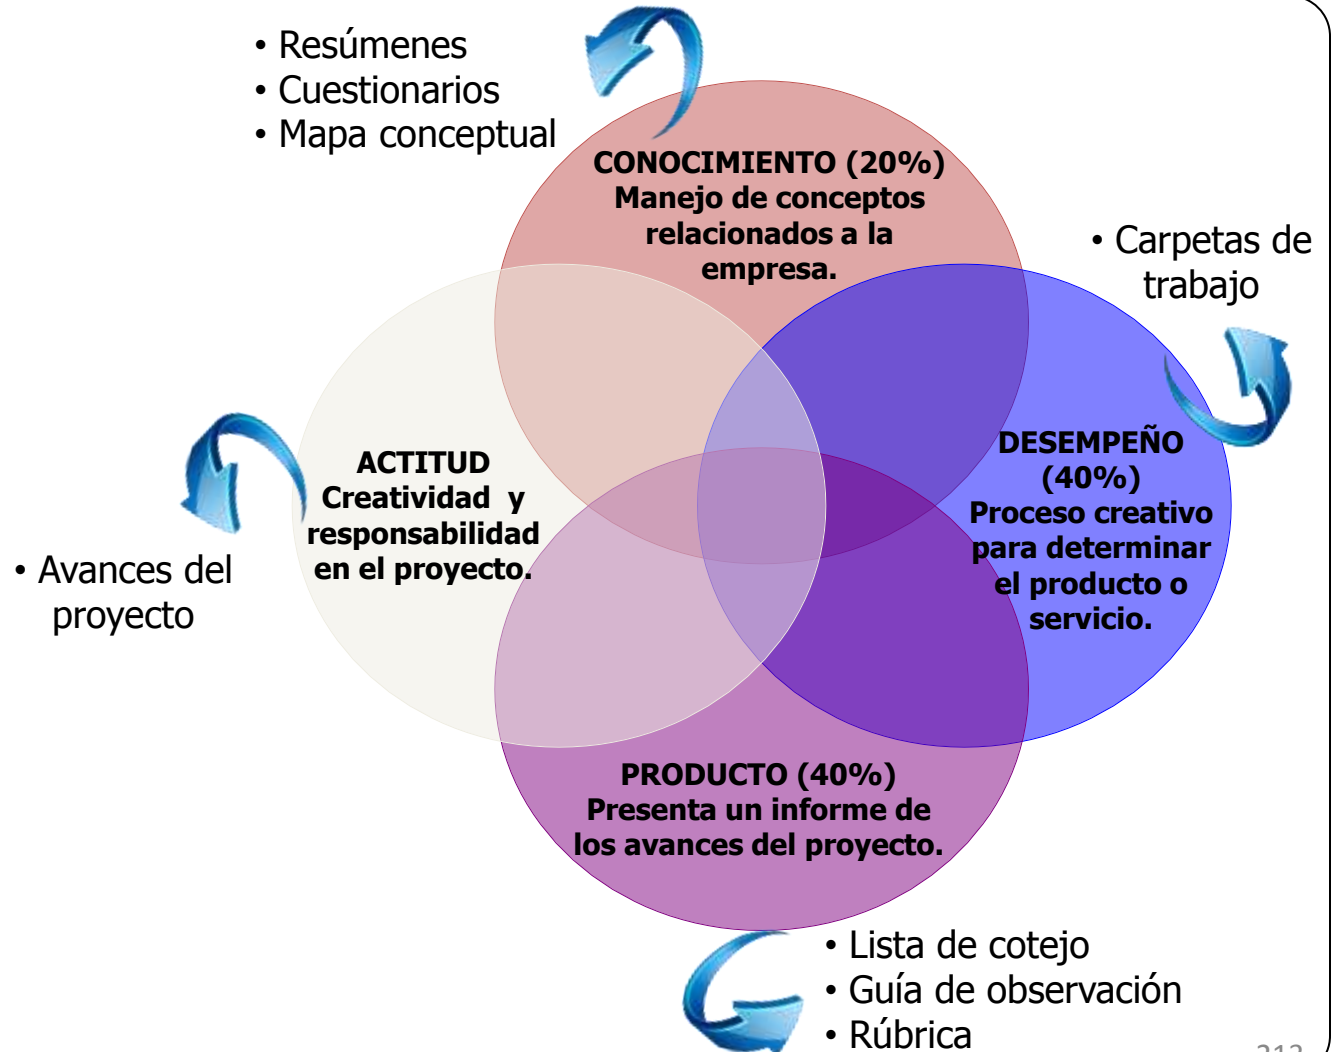 • Resúmenes
• Cuestionarios
• Mapa conceptual
CONOCIMIENTO (20%)
Manejo de conceptos
relacionados a la
empresa.
• Carpetas de
trabajo
DESEMPEÑO
(40%)
Proceso creativo
para determinar
el producto o
servicio.
ACTITUD
Creatividad y
responsabilidad
en el proyecto.
• Avances del
proyecto
PRODUCTO (40%)
Presenta un informe de
los avances del proyecto.
• Lista de cotejo
• Guía de observación
• Rúbrica